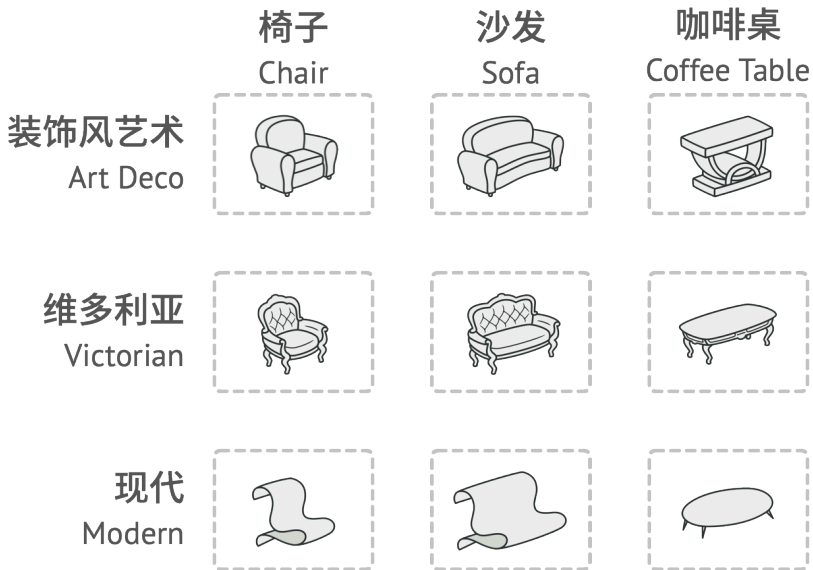 椅子
Chair
沙发
Sofa
咖啡桌
Coffee Table
装饰风艺术
Art Deco
维多利亚
Victorian
现代
Modern